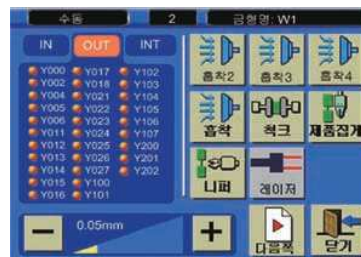 수동 2 금형명: W1
IN OUT INT
흡착2 흡착3 흡착4
Y000 Y017 Y102
Y002 Y018 Y103
Y004 Y021 Y104
Y005 Y022 Y105
Y006 Y023 Y106
Y011 Y024 Y107
Y012 Y025 Y200
Y013 Y026 Y201
Y014 Y027 Y202
Y015 Y100
Y016 Y101
흡착 척크 제품집게
니퍼 레이저
0.05mm
다음쪽 닫기